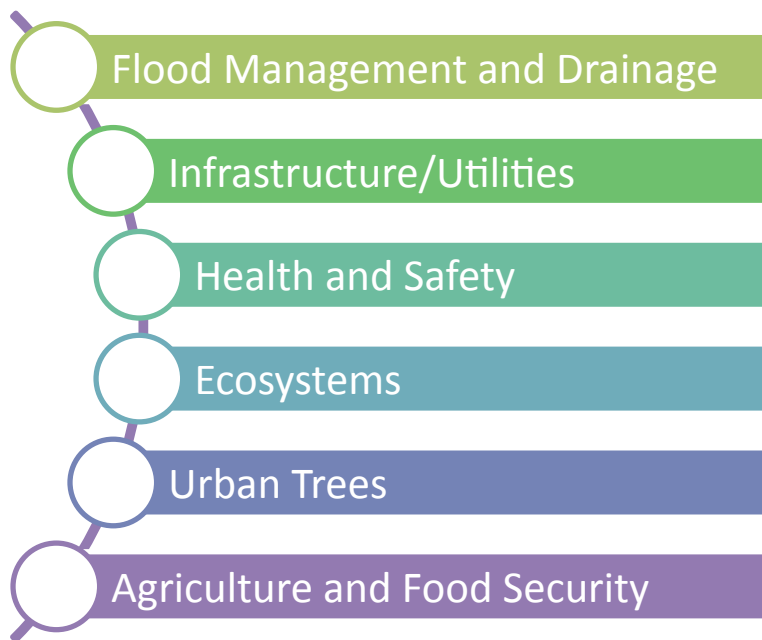 Flood Management and Drainage
Infrastructure/Utilities
Health and Safety
Ecosystems
Urban Trees
Agriculture and Food Security